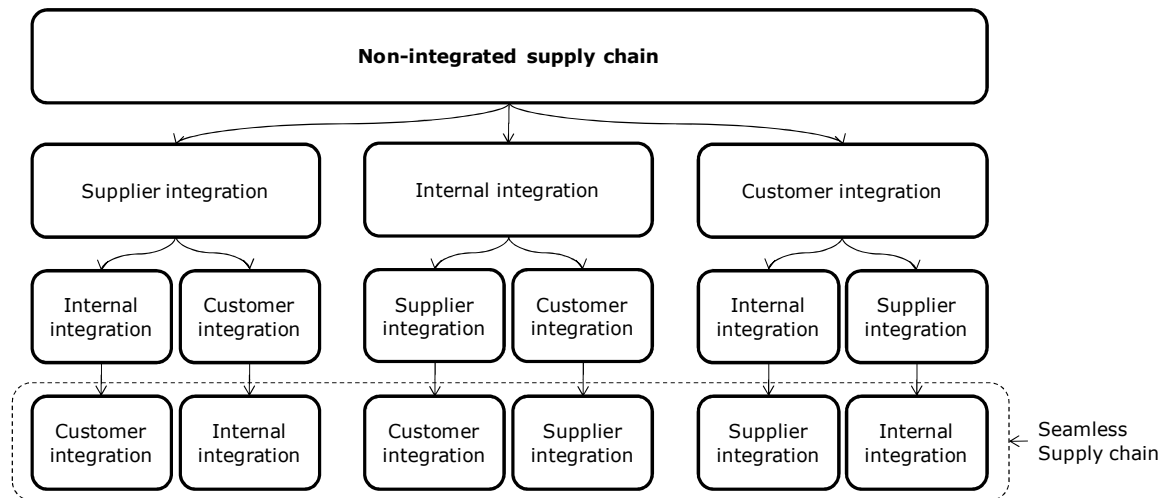 Non-integrated supply chain
Supplier integration
Internal integration
Customer integration
Internal
integration
Customer
integration
Supplier
integration
Customer
integration
Internal
integration
Supplier
integration
Customer
integration
Internal
integration
Customer
integration
Supplier
integration
Supplier
integration
Internal
integration
Seamless
Supply chain